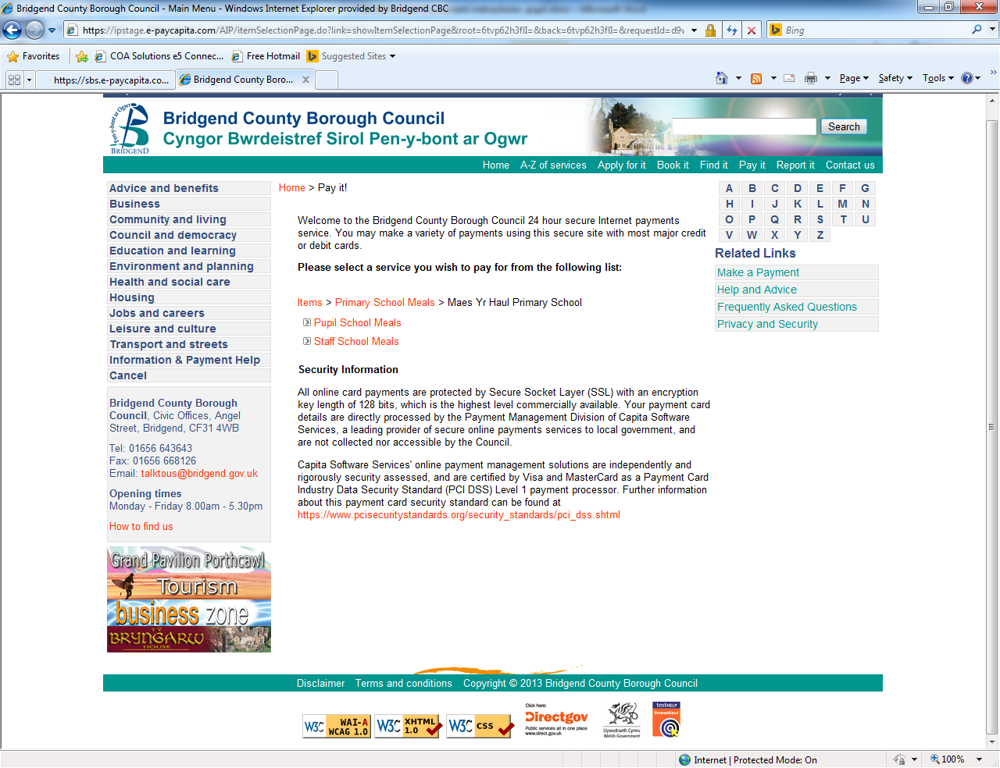 Bridgend County Borough Council - Main Menu - Windows Internet Explorer provided by Bridgend CBC
https://ipstage.e-paycapita.com/AIP/itemSelectionPage.do?link=showItemSelectionPage&root=6tvp62h3flI=&back=6tvp62h3flI=&requestId=d9v
Bing
Favorites
COA Solutions e5 Connec...
Free Hotmail
Suggested Sites
https://sbs.e-paycapita.co...
Bridgend County Boro...
Page
Safety
Tools
Pen-y-bont ar Ogwr
BRIDGEND
Bridgend County Borough Council
Cyngor Bwrdeistref Sirol Pen-y-bont ar Ogwr
Search
Home A-Z of services Apply for it Book it Find it Pay it Report it Contact us
Advice and benefits
Business
Community and living
Council and democracy
Education and learning
Environment and planning
Health and social care
Housing
Jobs and careers
Leisure and culture
Transport and streets
Information & Payment Help
Cancel
Bridgend County Borough
Council, Civic Offices, Angel
Street, Bridgend, CF31 4WB
Tel: 01656 643643
Fax: 01656 668126
Email: talktous@bridgend.gov.uk
Opening times
Monday - Friday 8.00am - 5.30pm
How to find us
Grand Pavilion Porthcawl
Tourism
business zone
TŶ
BRYNGARW
HOUSE
Home > Pay it!
Welcome to the Bridgend County Borough Council 24 hour secure Internet payments
service. You may make a variety of payments using this secure site with most major credit
or debit cards.
Please select a service you wish to pay for from the following list:
Items > Primary School Meals > Maes Yr Haul Primary School
Pupil School Meals
Staff School Meals
Security Information
All online card payments are protected by Secure Socket Layer (SSL) with an encryption
key length of 128 bits, which is the highest level commercially available. Your payment card
details are directly processed by the Payment Management Division of Capita Software
Services, a leading provider of secure online payments services to local government, and
are not collected nor accessible by the Council.
Capita Software Services' online payment management solutions are independently and
rigorously security assessed, and are certified by Visa and MasterCard as a Payment Card
Industry Data Security Standard (PCI DSS) Level 1 payment processor. Further information
about this payment card security standard can be found at
https://www.pcisecuritystandards.org/security_standards/pci_dss.shtml
A B C D E F G
H I J K L M N
O P Q R S T U
V W X Y Z
Related Links
Make a Payment
Help and Advice
Frequently Asked Questions
Privacy and Security
Disclaimer Terms and conditions Copyright © 2013 Bridgend County Borough Council
W3C WAI-A WCAG 1.0
W3C XHTML 1.0
W3C CSS
Click here:
Directgov
Public services all in one place
www.direct.gov.uk
Llywodraeth Cymru
Welsh Government
textHELP
BrowseAloud
Internet | Protected Mode: On
100%